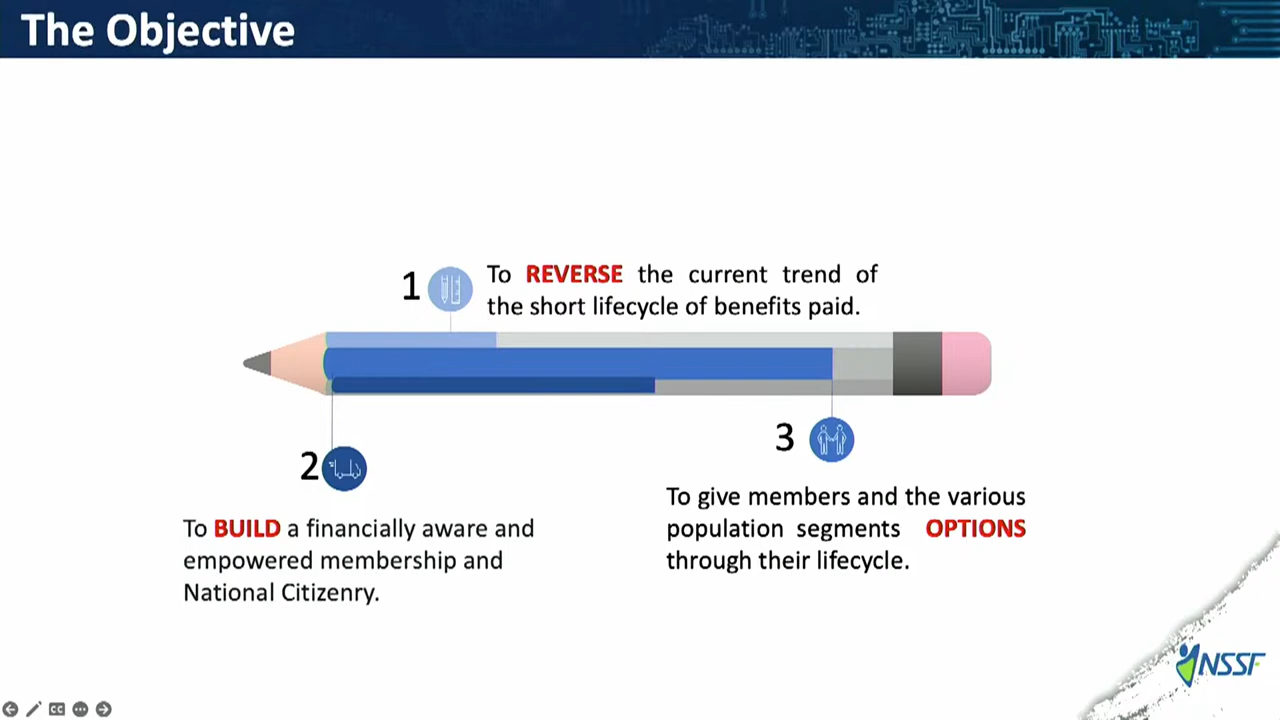 The Objective
1
To REVERSE the current trend of
the short lifecycle of benefits paid.
2
To BUILD a financially aware and
empowered membership and
National Citizenry.
3
To give members and the various
population segments OPTIONS
through their lifecycle.
NSSF
CC